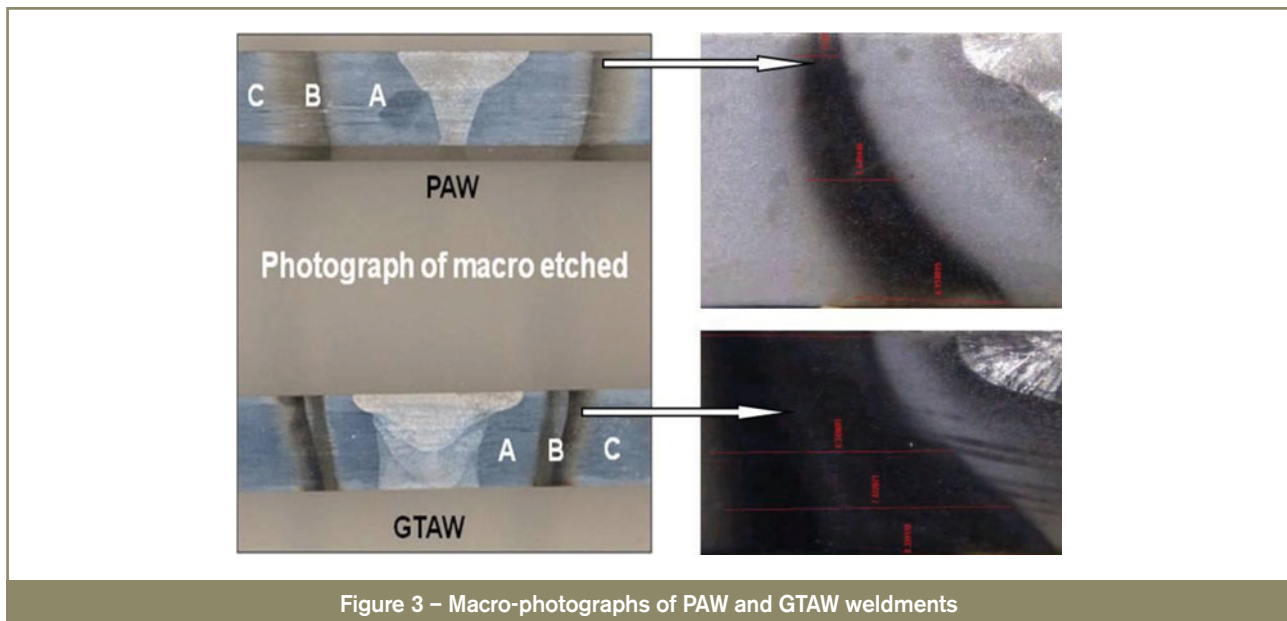 C B A
PAW
Photograph of macro etched
A B C
GTAW
Figure 3 – Macro-photographs of PAW and GTAW weldments